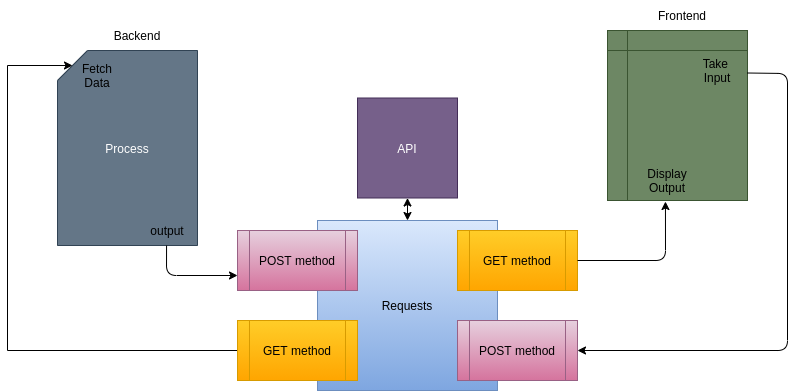 Backend
Frontend
Fetch
Data
Take
Input
Process
API
Display
Output
output
POST method
GET method
Requests
GET method
POST method